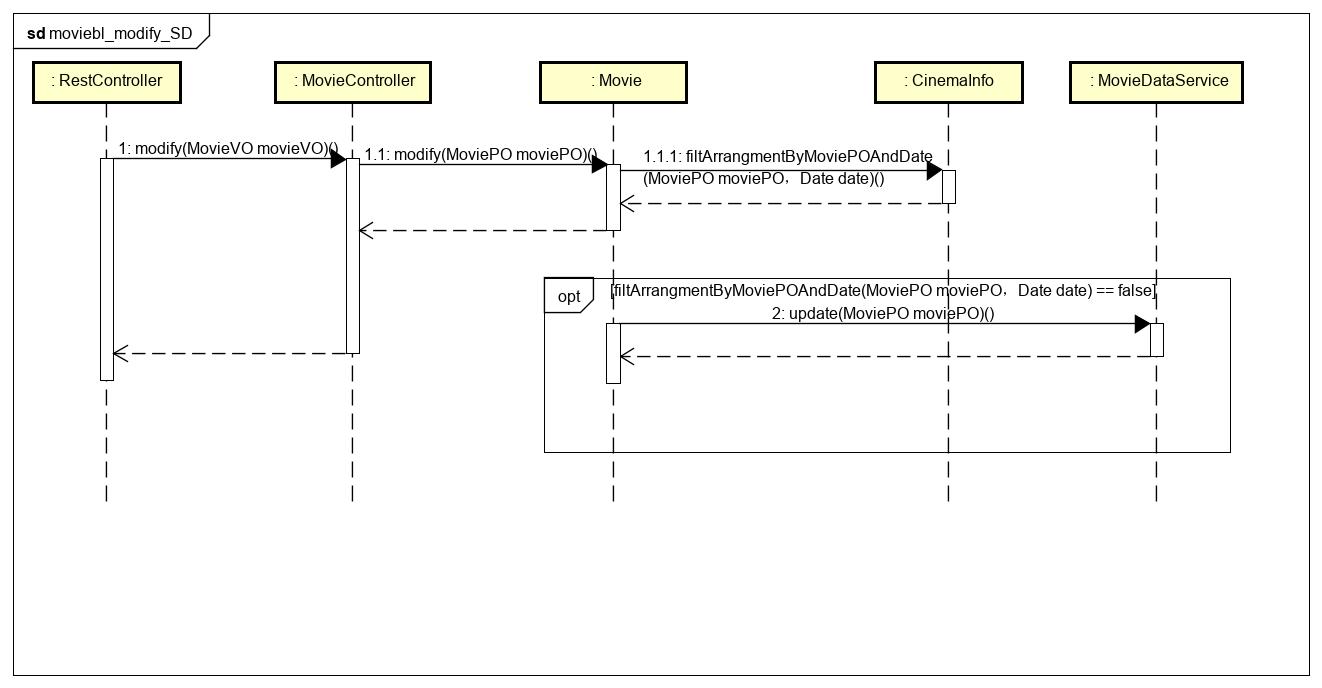 sd moviebl_modify_SD
: RestController
: MovieController
: Movie
: CinemaInfo
: MovieDataService
1: modify(MovieVO movieVO)()
1.1: modify(MoviePO moviePO)()
1.1.1: filtArrangmentByMoviePOAndDate
(MoviePO moviePO，Date date)()
opt
[filtArrangmentByMoviePOAndDate(MoviePO moviePO，Date date) == false]
2: update(MoviePO moviePO)()